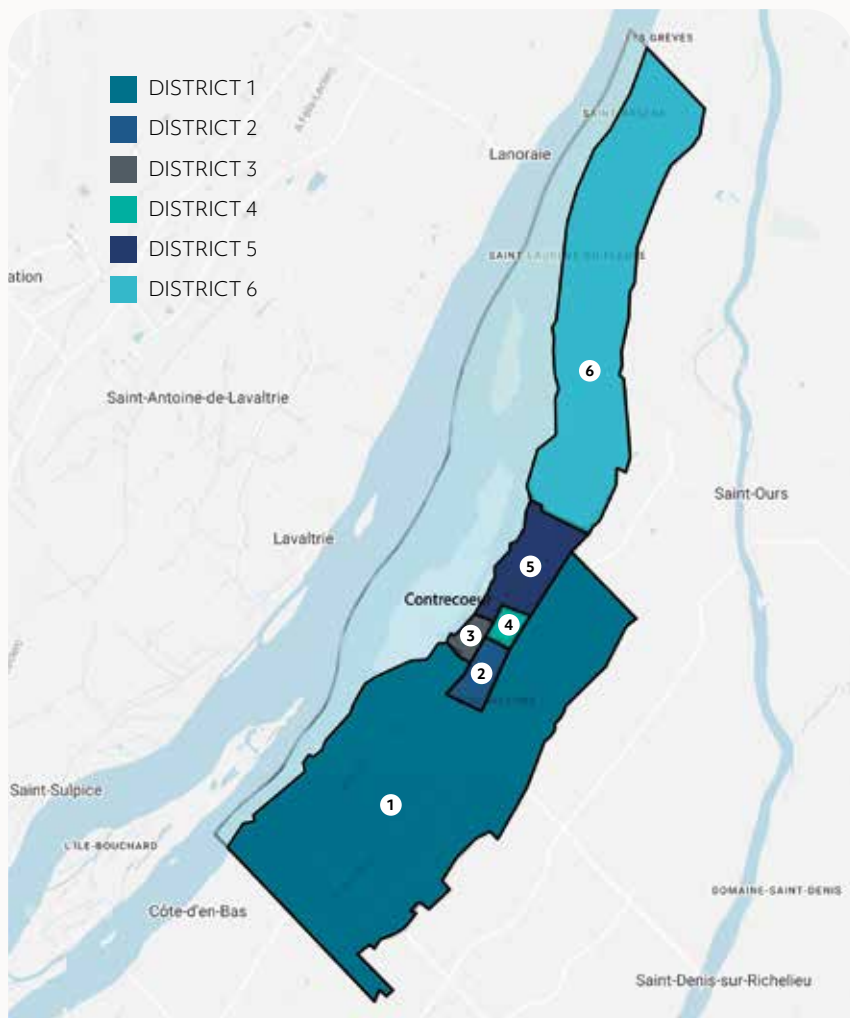 DISTRICT 1
DISTRICT 2
DISTRICT 3
DISTRICT 4
DISTRICT 5
DISTRICT 6
GRÈVES
Lanoraie
ation
6
Saint-Antoine-de-Lavaltrie
Saint-Ours
Lavaltrie
5
Contrecoeur
4
3
2
Saint-Sulpice
1
L'ÎLE-BOUCHARD
DOMAINE-SAINT-DENIS
Côte-d'en-Bas
Saint-Denis-sur-Richelieu